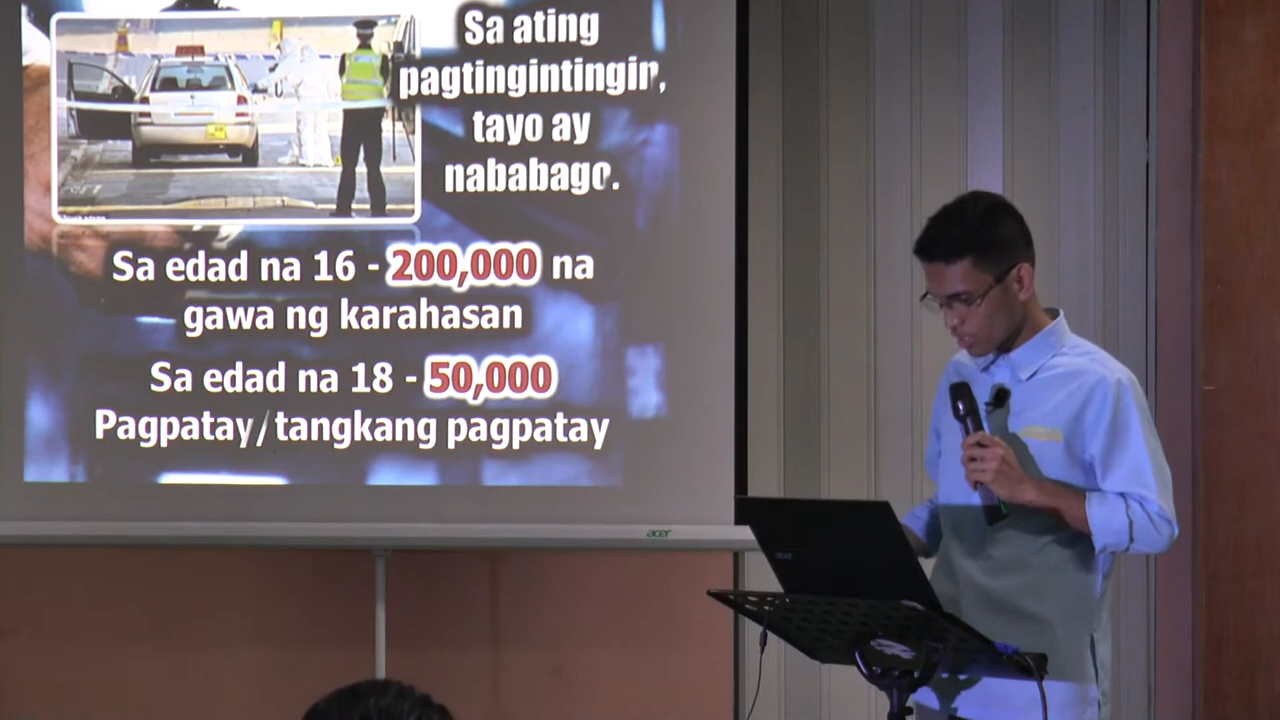 Sa ating
pagtingintingin,
tayo ay
nababago.
Sa edad na 16 - 200,000 na
gawa ng karahasan
Sa edad na 18 - 50,000
Pagpatay/tangkang pagpatay
acer